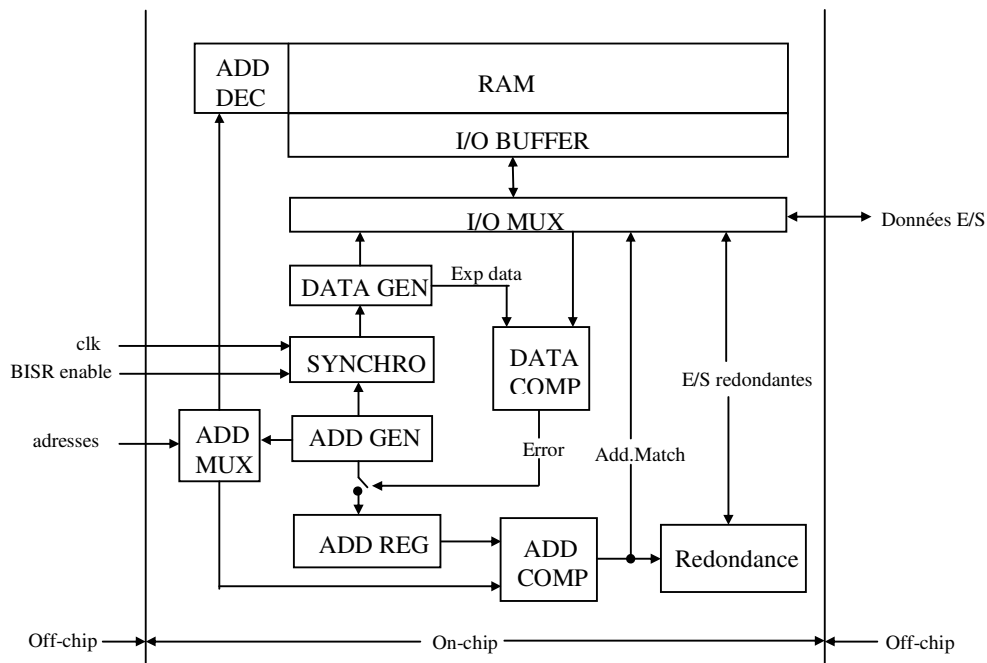 ADD
DEC
RAM
I/O BUFFER
I/O MUX
Données E/S
DATA GEN
Exp data
clk
BISR enable
SYNCHRO
DATA
COMP
E/S redondantes
adresses
ADD
MUX
ADD GEN
Error
Add.Match
ADD REG
ADD
COMP
Redondance
Off-chip
On-chip
Off-chip